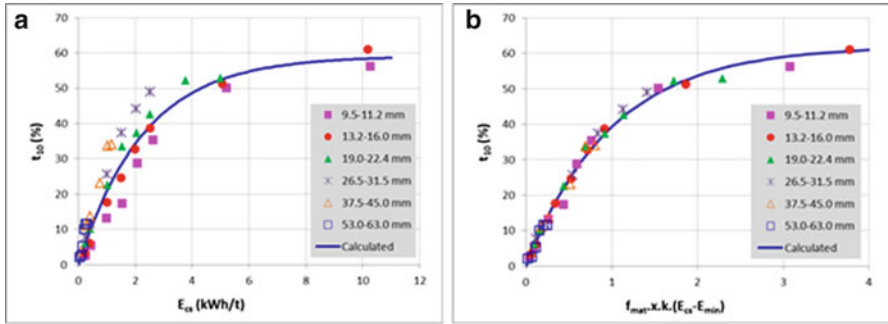 a
70
60
50
40
30
20
10
0
t10 (%)
0 2 4 6 8 10 12
Ecs (kWh/t)
9.5-11.2 mm
13.2-16.0 mm
19.0-22.4 mm
26.5-31.5 mm
37.5-45.0 mm
53.0-63.0 mm
Calculated
b
70
60
50
40
30
20
10
0
t10 (%)
0 1 2 3 4
fmat.x.k.(Ecs-Emin)
9.5-11.2 mm
13.2-16.0 mm
19.0-22.4 mm
26.5-31.5 mm
37.5-45.0 mm
53.0-63.0 mm
Calculated